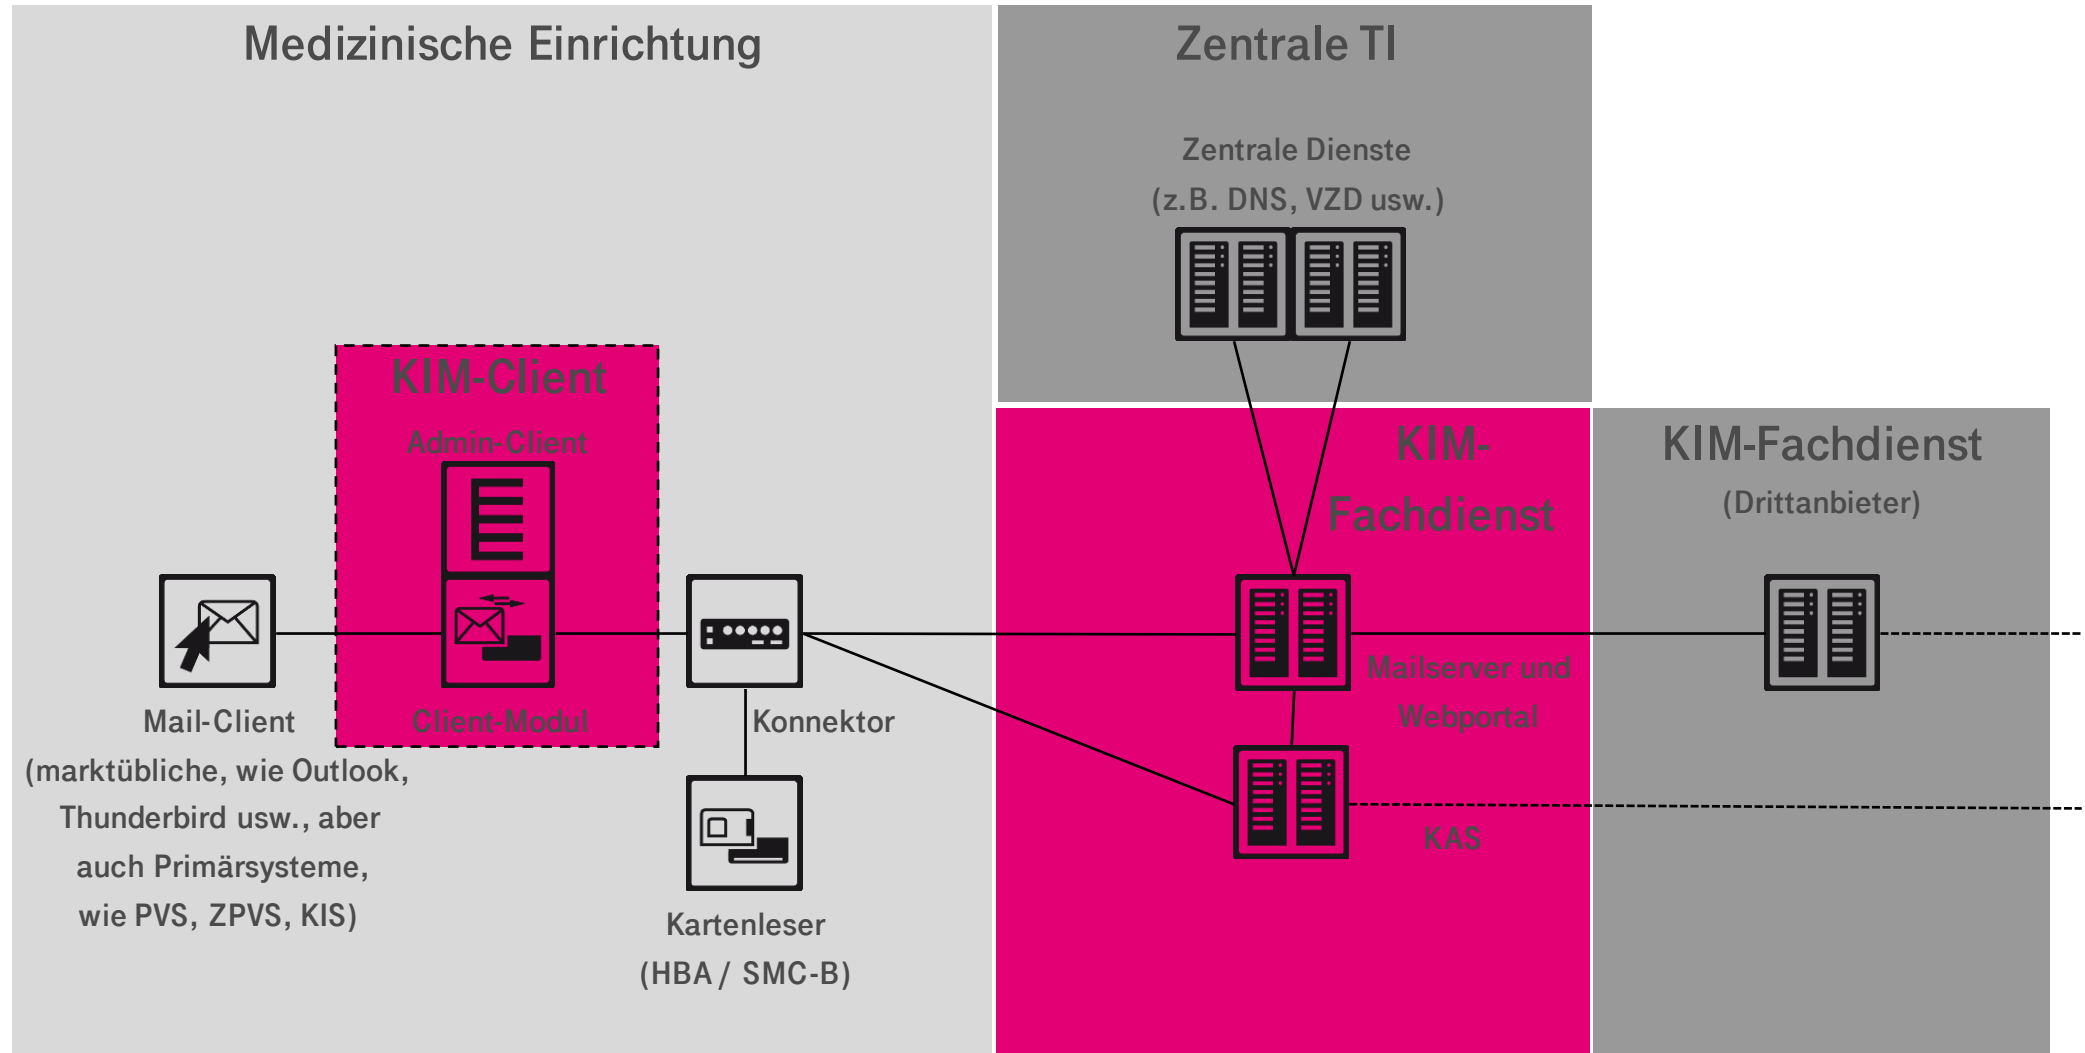 Medizinische Einrichtung
Zentrale TI
Zentrale Dienste
(z.B. DNS, VZD usw.)
KIM-Client
Admin-Client
Client-Modul
Mail-Client
(marktübliche, wie Outlook,
Thunderbird usw., aber
auch Primärsysteme,
wie PVS, ZPVS, KIS)
Konnektor
Kartenleser
(HBA / SMC-B)
KIM-
Fachdienst
Mailserver und
Webportal
KAS
KIM-Fachdienst
(Drittanbieter)